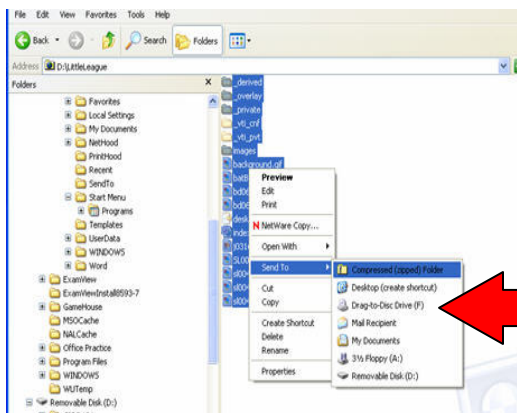 File Edit View Favorites Tools Help
Back Search Folders
Address D:\LittleLeague
Folders X
Favorites
Local Settings
My Documents
NetHood
PrintHood
Recent
SendTo
Start Menu
Programs
Templates
UserData
WINDOWS
Word
ExamView
ExamViewInstall8593-7
GameHouse
MSOCache
NALCache
Office Practice
Program Files
WINDOWS
WUTemp
Removable Disk (D:)
_derived
_overlay
_private
_vti_cnf
_vti_pvt
images
background.gif
Preview
Edit
Print
NetWare Copy...
Open With
Send To
Cut
Copy
Create Shortcut
Delete
Rename
Properties
Compressed (zipped) Folder
Desktop (create shortcut)
Drag-to-Disc Drive (F)
Mail Recipient
My Documents
3½ Floppy (A:)
Removable Disk (D:)